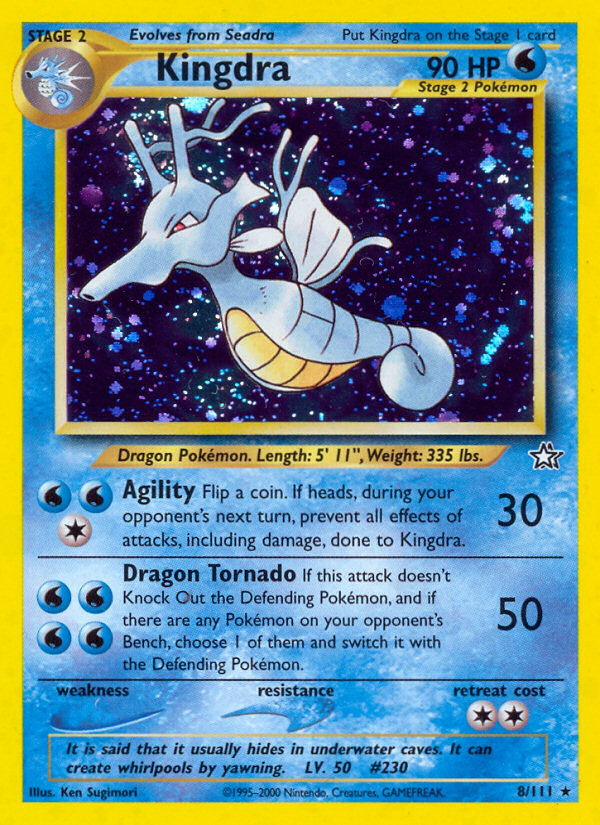 STAGE 2 Evolves from Seadra Put Kingdra on the Stage 1 card
Kingdra 90 HP
Stage 2 Pokémon
Dragon Pokémon. Length: 5' 11", Weight: 335 lbs.
Agility Flip a coin. If heads, during your
opponent's next turn, prevent all effects of
attacks, including damage, done to Kingdra.
30
Dragon Tornado If this attack doesn't
Knock Out the Defending Pokémon, and if
there are any Pokémon on your opponent's
Bench, choose 1 of them and switch it with
the Defending Pokémon.
50
weakness resistance retreat cost
It is said that it usually hides in underwater caves. It can
create whirlpools by yawning. LV. 50 #230
Illus. Ken Sugimori ©1995-2000 Nintendo, Creatures, GAMEFREAK. 8/111 ★